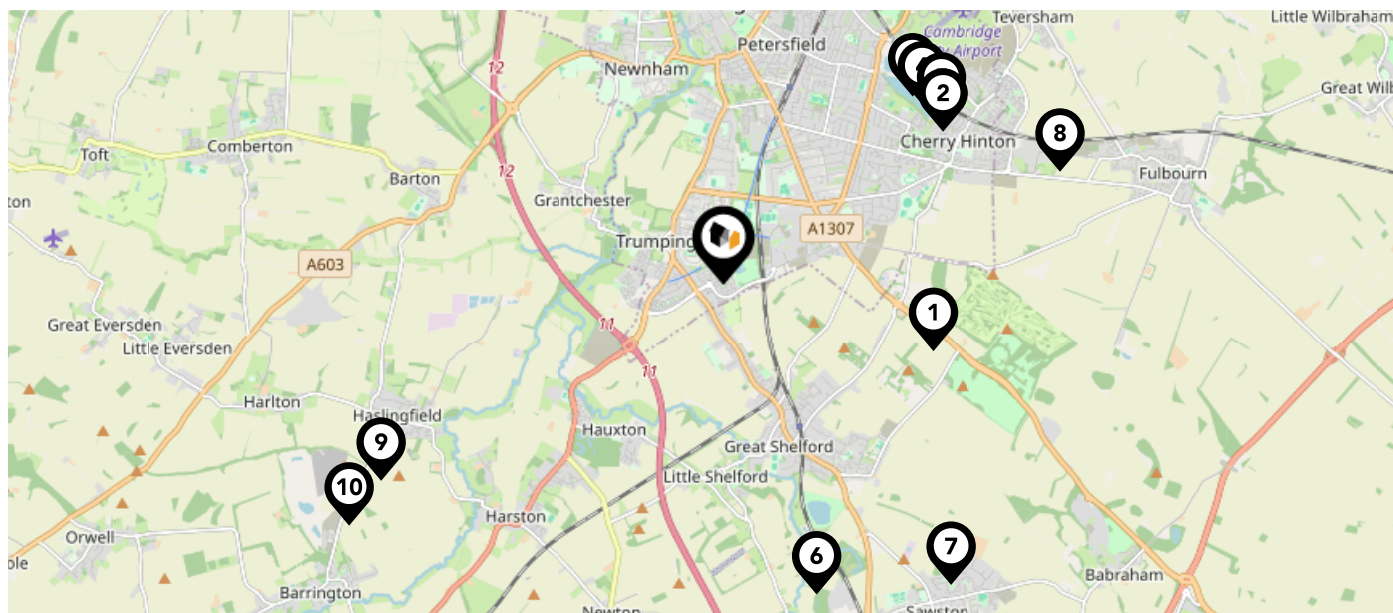 Teversham
Little Wilbraham
Cambridge
City Airport
Petersfield
Newnham
12
Great Wilb
2
8
Cherry Hinton
Comberton
Toft
Fulbourn
12
Barton
ton
Grantchester
A1307
Trumping
A603
1
Great Eversden
11
Little Eversden
11
Harlton
Haslingfield
9
Hauxton
Great Shelford
Little Shelford
10
Harston
Orwell
6
7
ole
Babraham
Barrington
Newton
Sawston